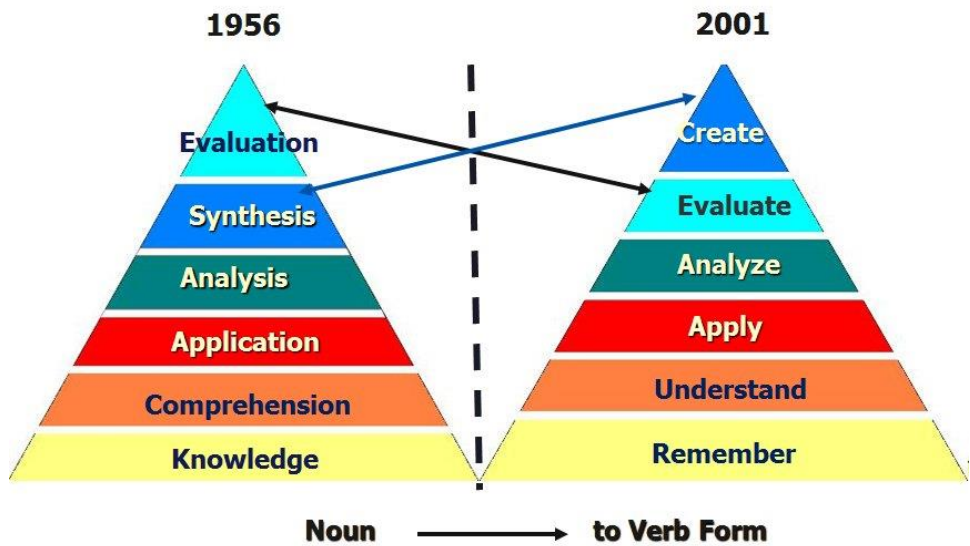 1956
2001
Evaluation
Synthesis
Analysis
Application
Comprehension
Knowledge
Create
Evaluate
Analyze
Apply
Understand
Remember
Noun to Verb Form